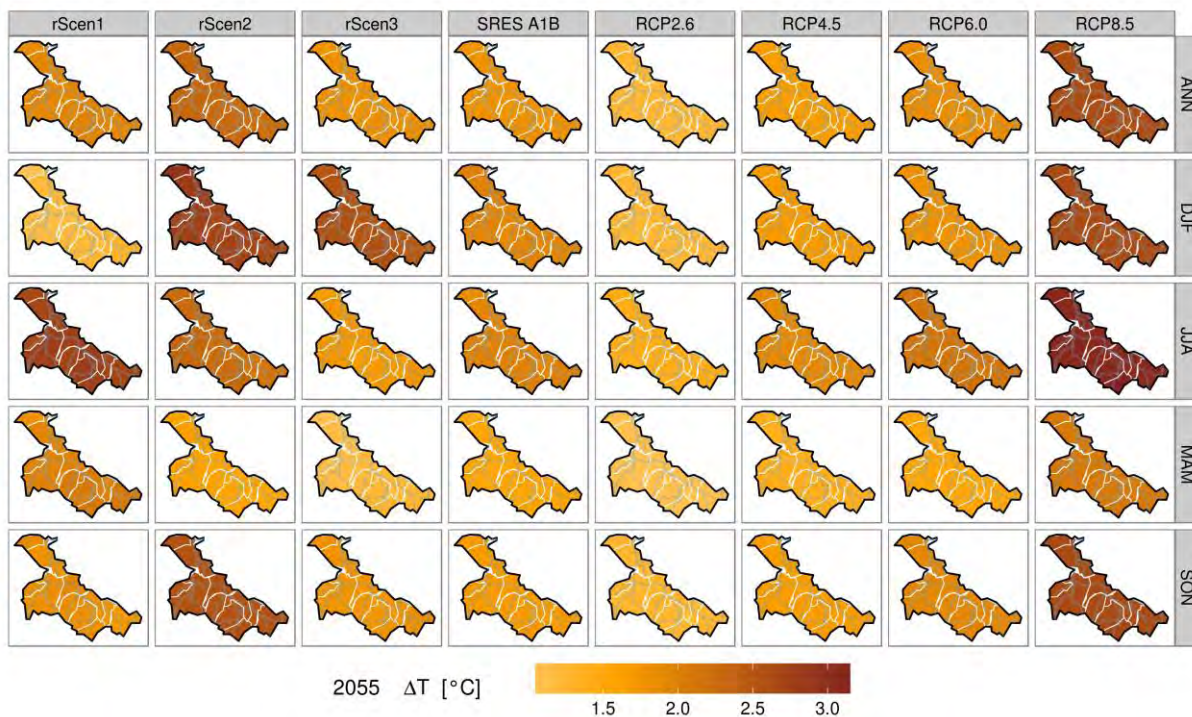 rScen1 rScen2 rScen3 SRES A1B RCP2.6 RCP4.5 RCP6.0 RCP8.5
ANN
DJF
JJA
MAM
SON
2055 ΔT [°C]
1.5 2.0 2.5 3.0